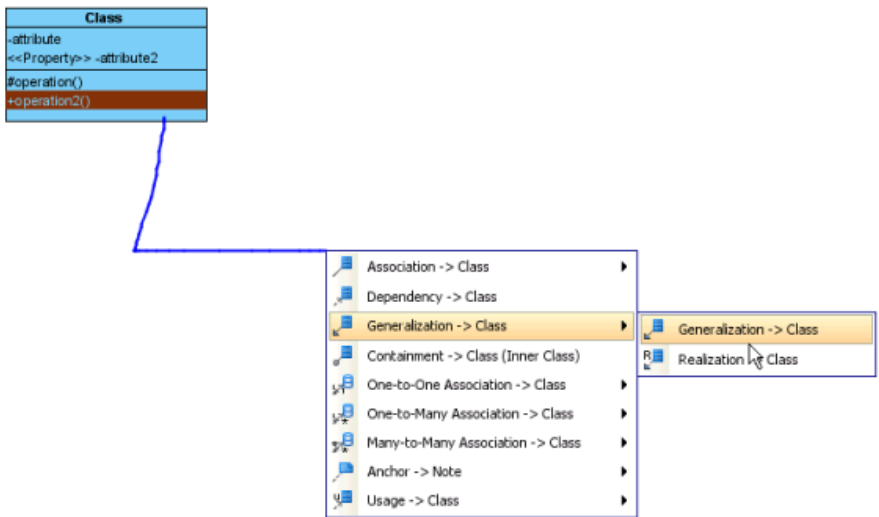 Class
-attribute
<<Property>> -attribute2
#operation()
+operation2()
Association -> Class
Dependency -> Class
Generalization -> Class
Generalization -> Class
Containment -> Class (Inner Class)
Realization -> Class
One-to-One Association -> Class
One-to-Many Association -> Class
Many-to-Many Association -> Class
Anchor -> Note
Usage -> Class